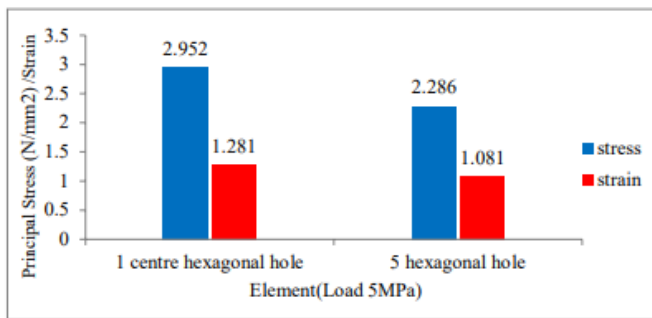 Principal Stress (N/mm2) /Strain
3.5
3
2.5
2
1.5
1
0.5
0
2.952
1.281
2.286
1.081
stress
strain
1 centre hexagonal hole
5 hexagonal hole
Element(Load 5MPa)